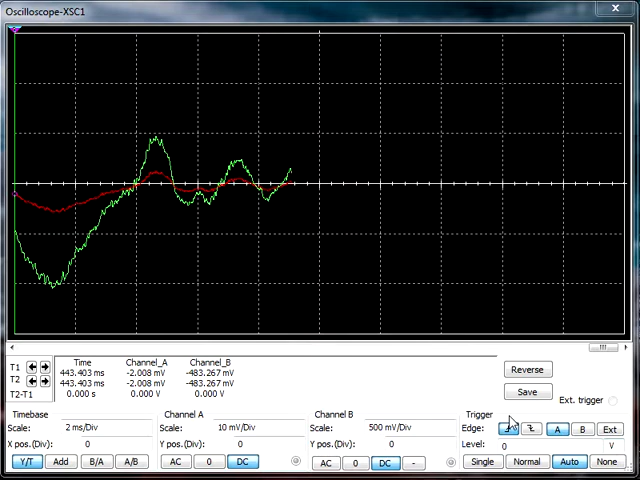 Oscilloscope-XSC1
Time Channel_A Channel_B
T1 443.403 ms -2.008 mV -483.267 mV
T2 443.403 ms -2.008 mV -483.267 mV
T2-T1 0.000 s 0.000 V 0.000 V
Reverse
Save
Ext. trigger
Timebase Channel A Channel B Trigger
Scale: 2 ms/Div Scale: 10 mV/Div Scale: 500 mV/Div Edge: A B Ext
X pos.(Div): 0 Y pos.(Div): 0 Y pos.(Div): 0 Level: 0 V
Y/T Add B/A A/B AC 0 DC AC 0 DC - Single Normal Auto None